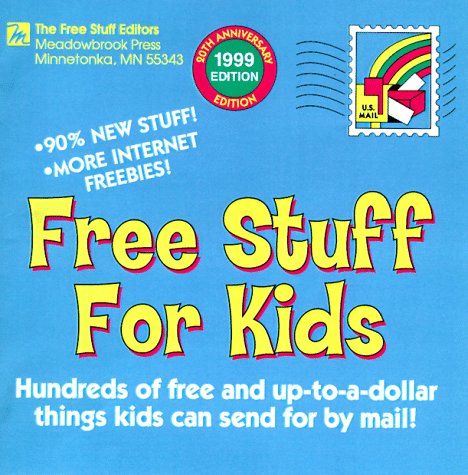 The Free Stuff Editors
Meadowbrook Press
Minnetonka, MN 55343
20TH ANNIVERSARY
1999
EDITION
EDITION
U.S.
MAIL
•90% NEW STUFF!
•MORE INTERNET
FREEBIES!
Free Stuff
For Kids
Hundreds of free and up-to-a-dollar
things kids can send for by mail!